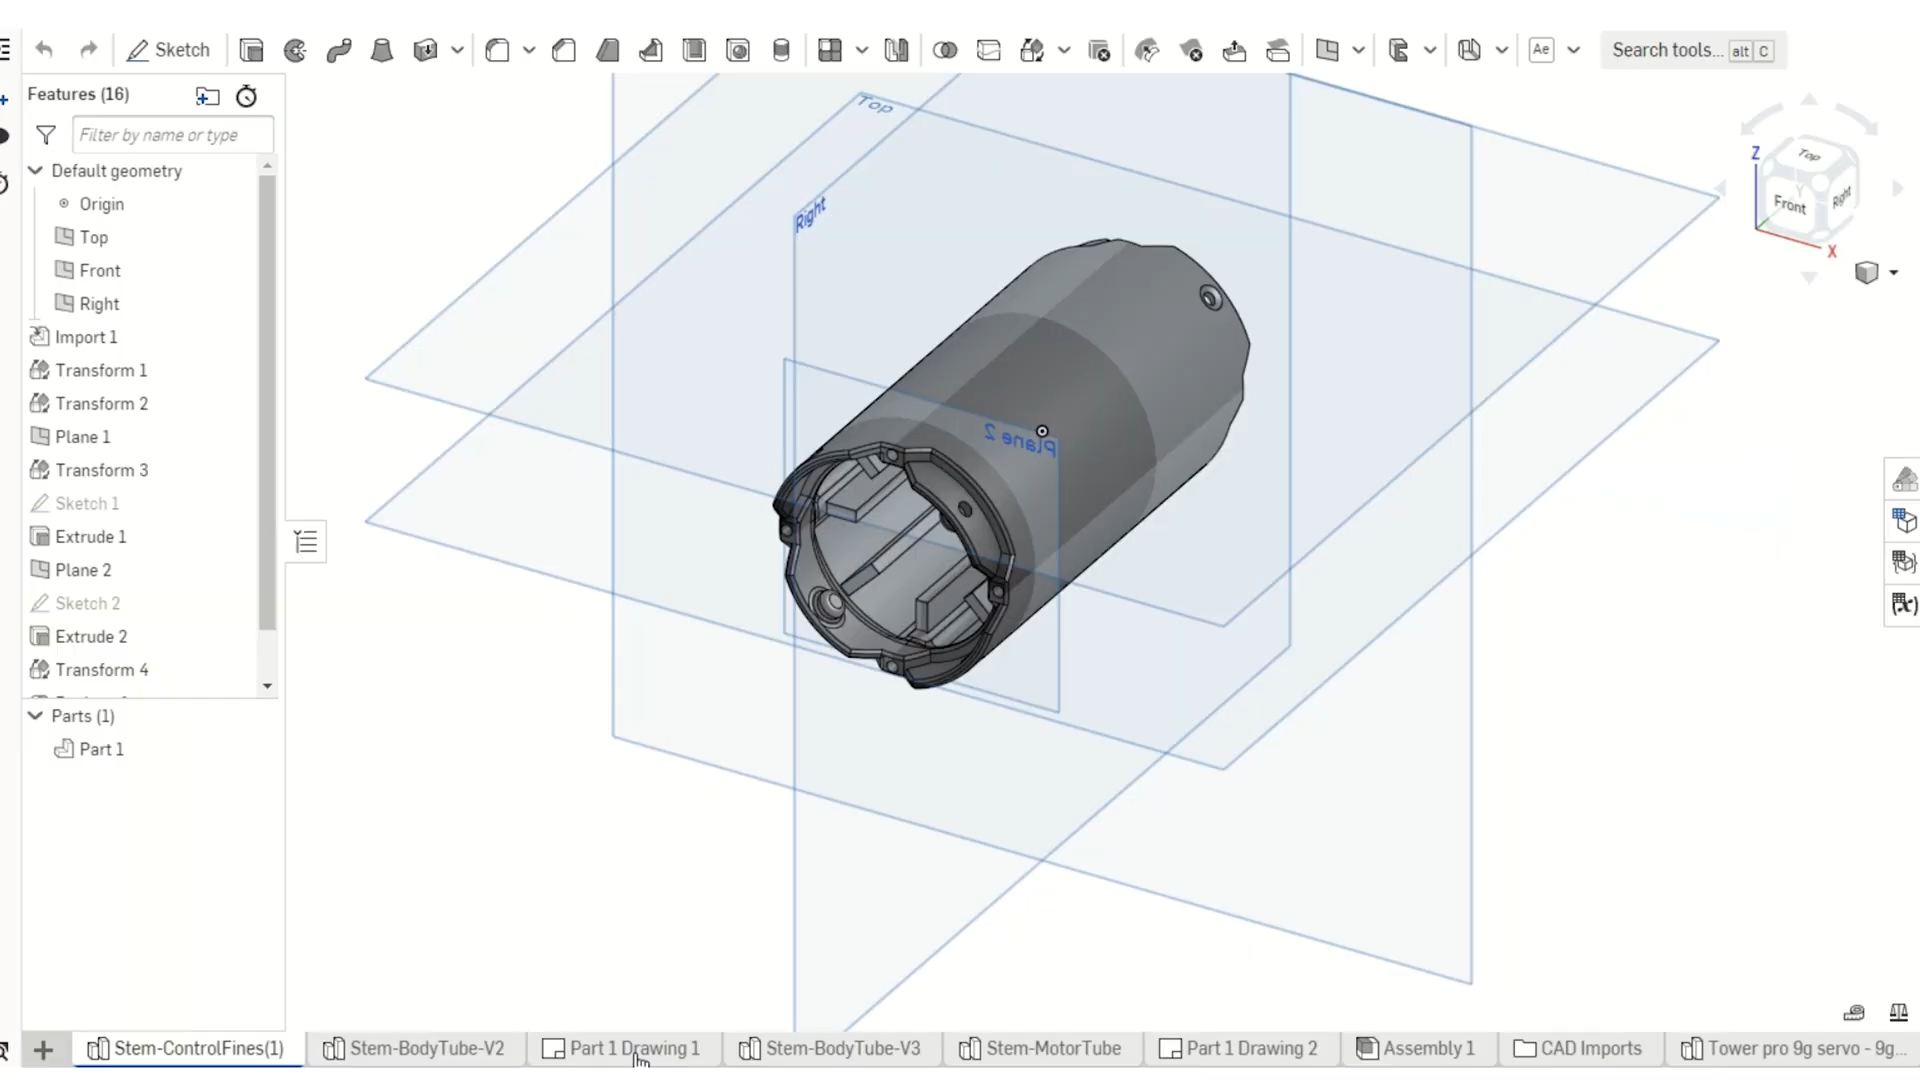 Sketch
Ae
Search tools... alt C
Features (16)
Filter by name or type
Default geometry
Origin
Top
Front
Right
Import 1
Transform 1
Transform 2
Plane 1
Transform 3
Sketch 1
Extrude 1
Plane 2
Sketch 2
Extrude 2
Transform 4
Parts (1)
Part 1
Top
Right
Plane 2
Z
Top
Y
Front
Right
X
(x)
Stem-ControlFines(1)
Stem-BodyTube-V2
Part 1 Drawing 1
Stem-BodyTube-V3
Stem-MotorTube
Part 1 Drawing 2
Assembly 1
CAD Imports
Tower pro 9g servo - 9g...